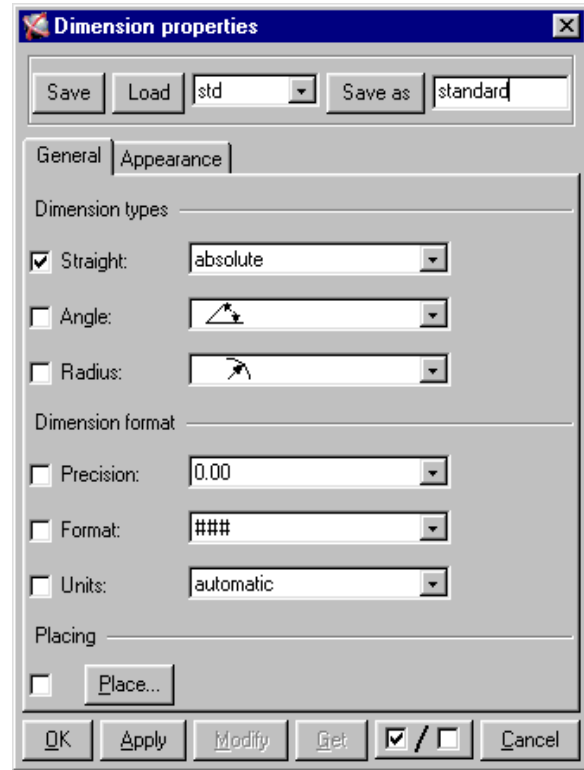 Dimension properties
Save Load std Save as standard
General Appearance
Dimension types
Straight: absolute
Angle:
Radius:
Dimension format
Precision: 0.00
Format: ###
Units: automatic
Placing
Place...
OK Apply Modify Get / Cancel